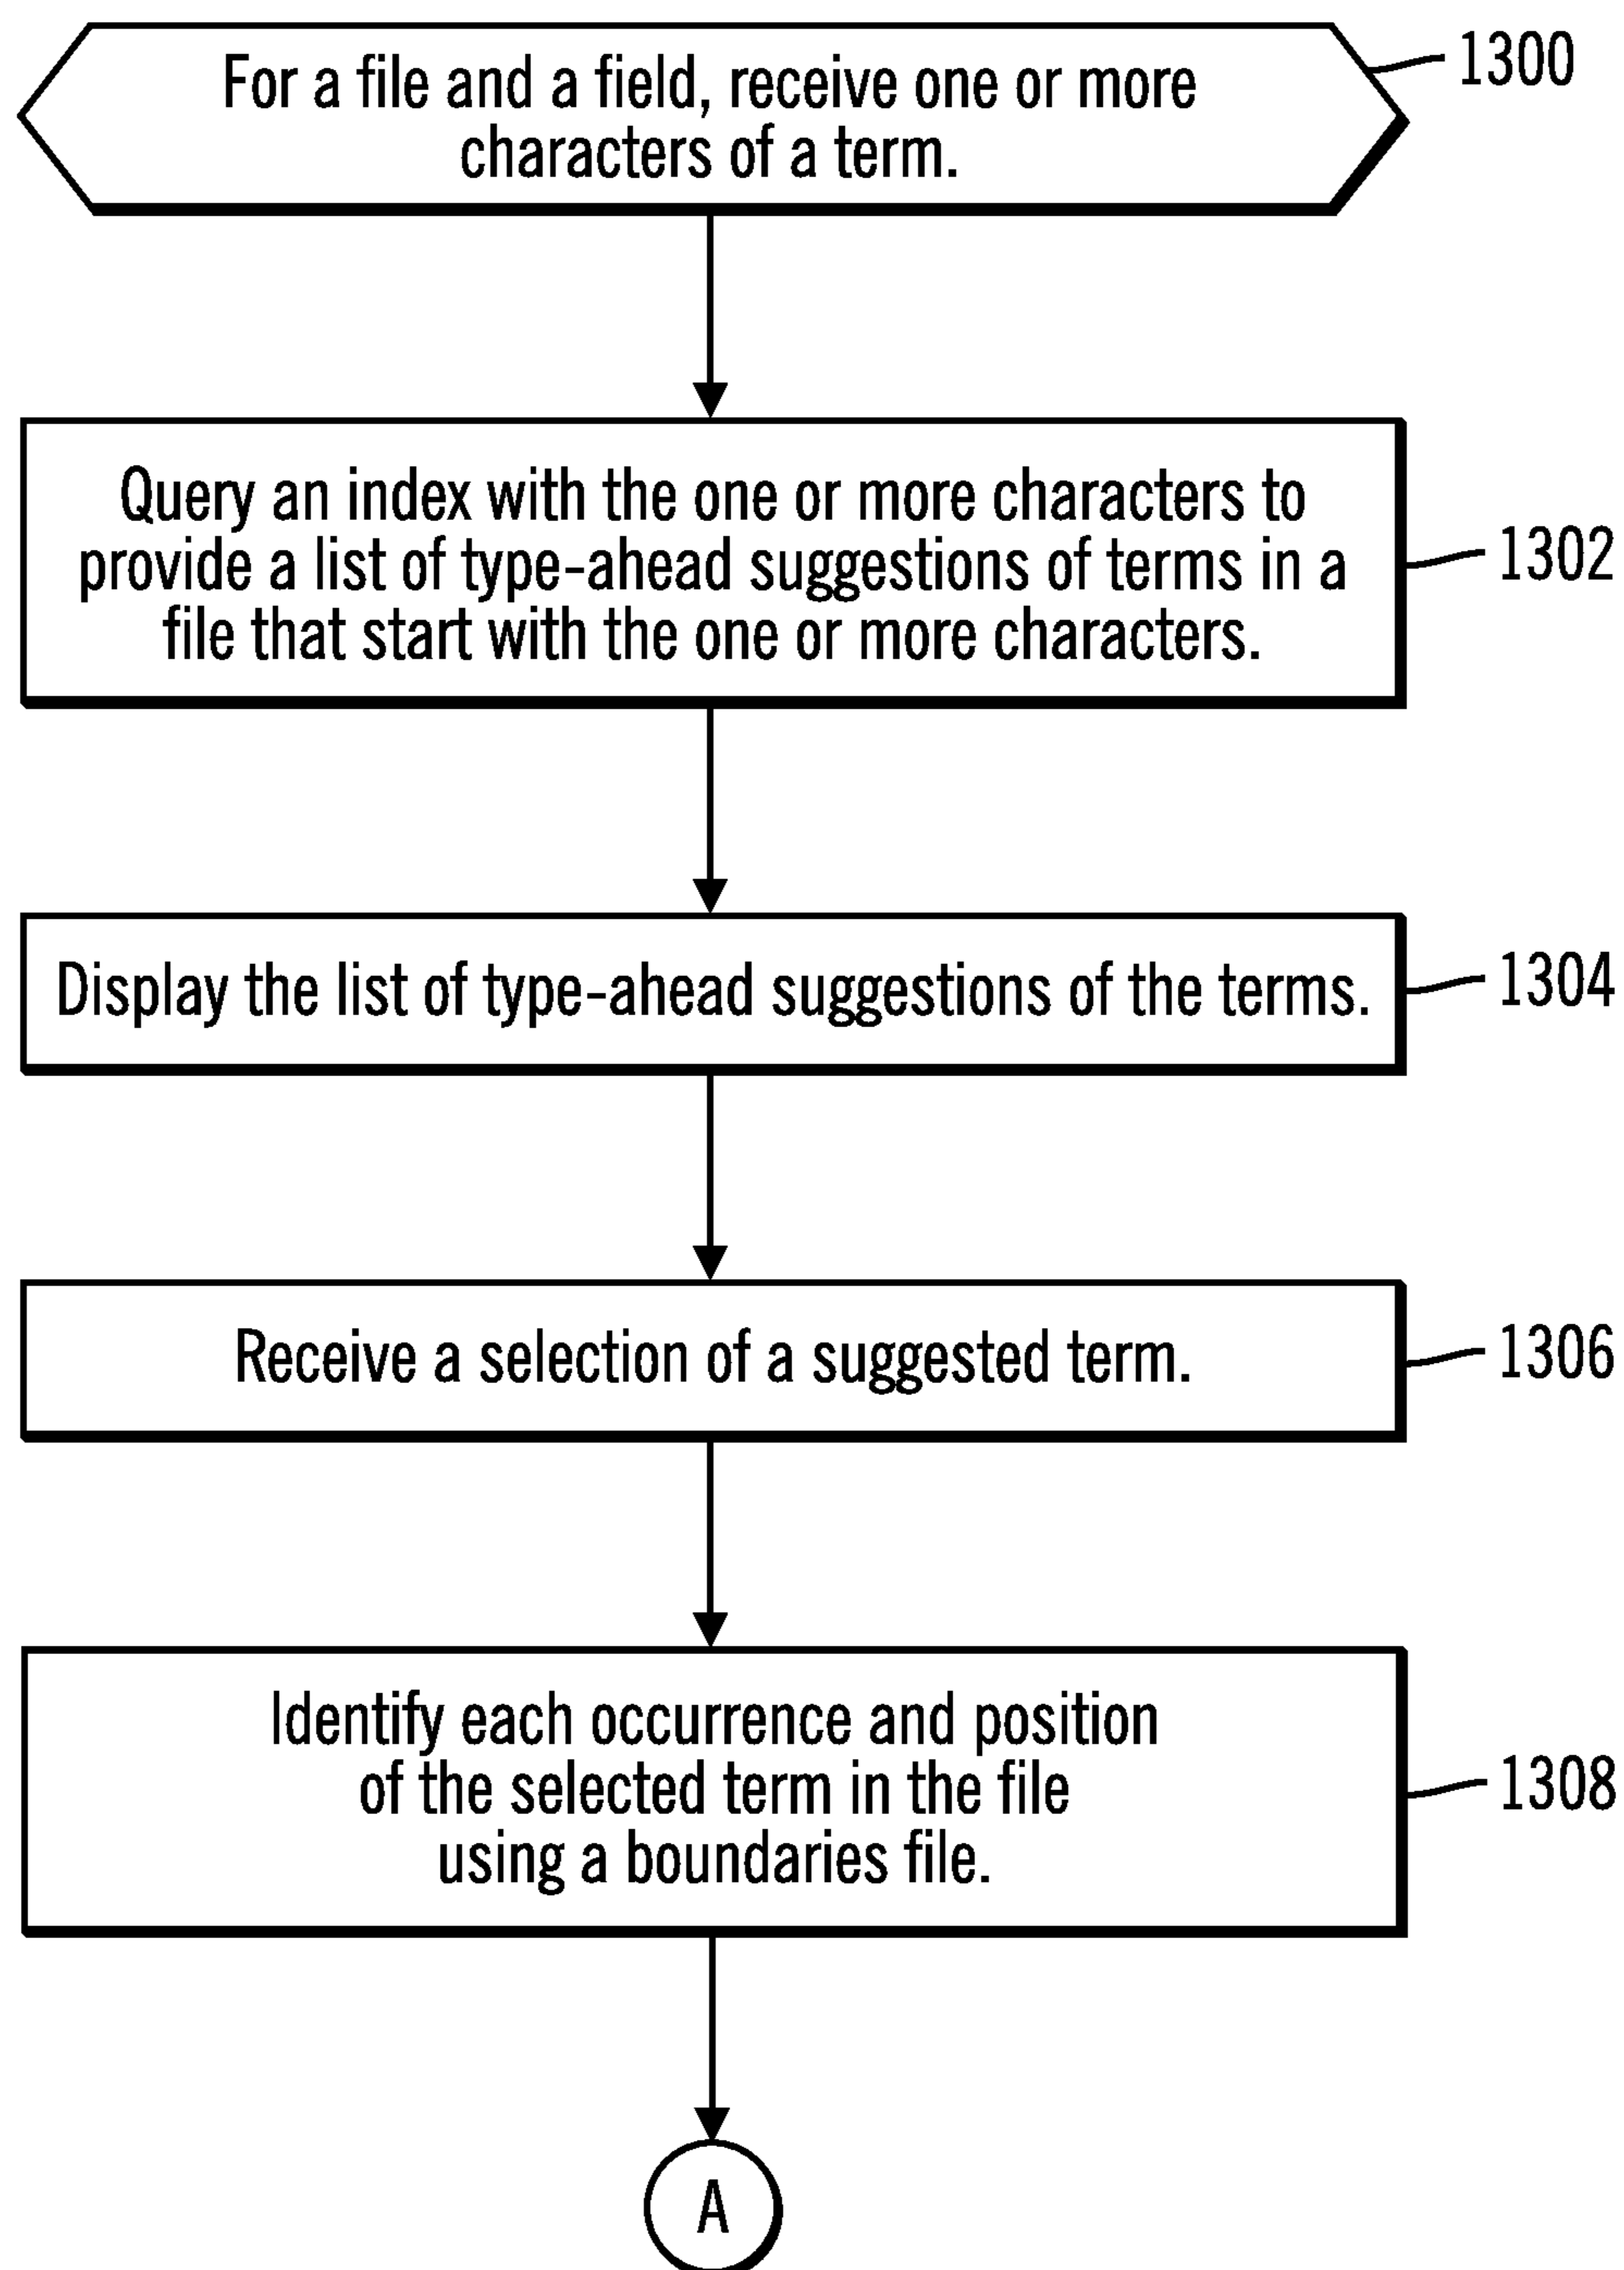 For a file and a field, receive one or more
characters of a term.
1300
Query an index with the one or more characters to
provide a list of type-ahead suggestions of terms in a
file that start with the one or more characters.
1302
Display the list of type-ahead suggestions of the terms.
1304
Receive a selection of a suggested term.
1306
Identify each occurrence and position
of the selected term in the file
using a boundaries file.
1308
A